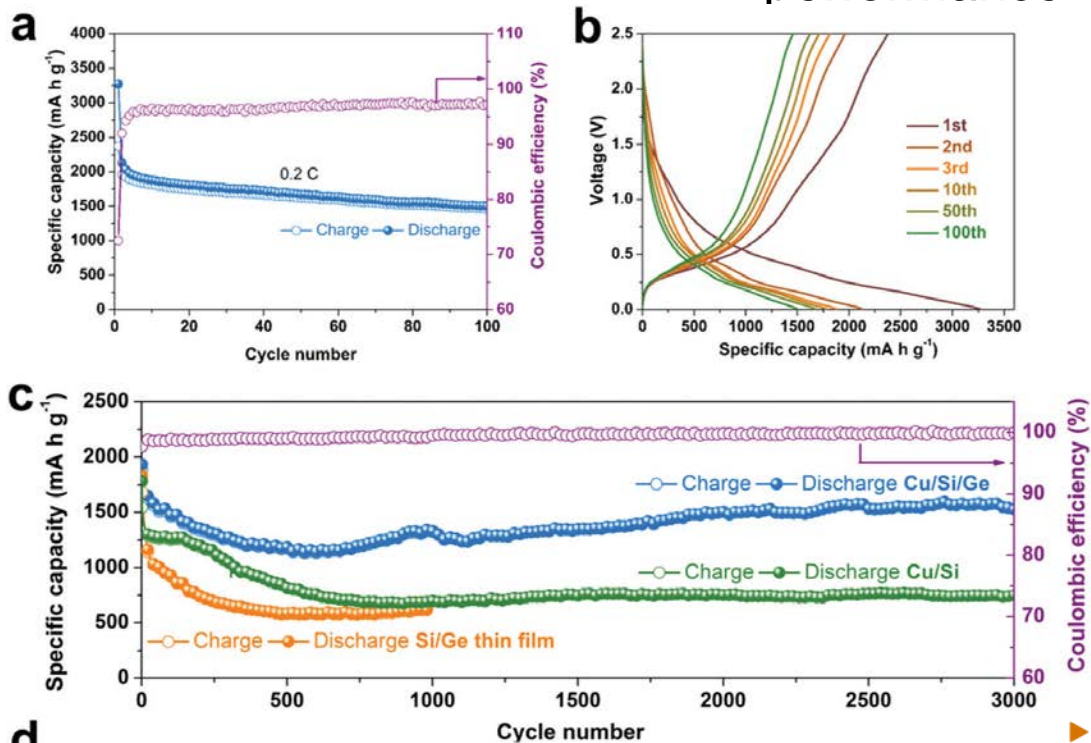 a
Specific capacity (mA h g-1)
4000
3500
3000
2500
2000
1500
1000
500
0
0.2 C
Charge
Discharge
0
20
40
60
80
100
Cycle number
110
100
90
80
70
60
Coulombic efficiency (%)
b
Voltage (V)
2.5
2.0
1.5
1.0
0.5
0.0
1st
2nd
3rd
10th
50th
100th
0
500
1000
1500
2000
2500
3000
3500
Specific capacity (mA h g-1)
c
Specific capacity (mA h g-1)
2500
2000
1500
1000
500
0
Charge Discharge Cu/Si/Ge
Charge Discharge Cu/Si
Charge Discharge Si/Ge thin film
0
500
1000
1500
2000
2500
3000
Cycle number
100
90
80
70
60
Coulombic efficiency (%)
d